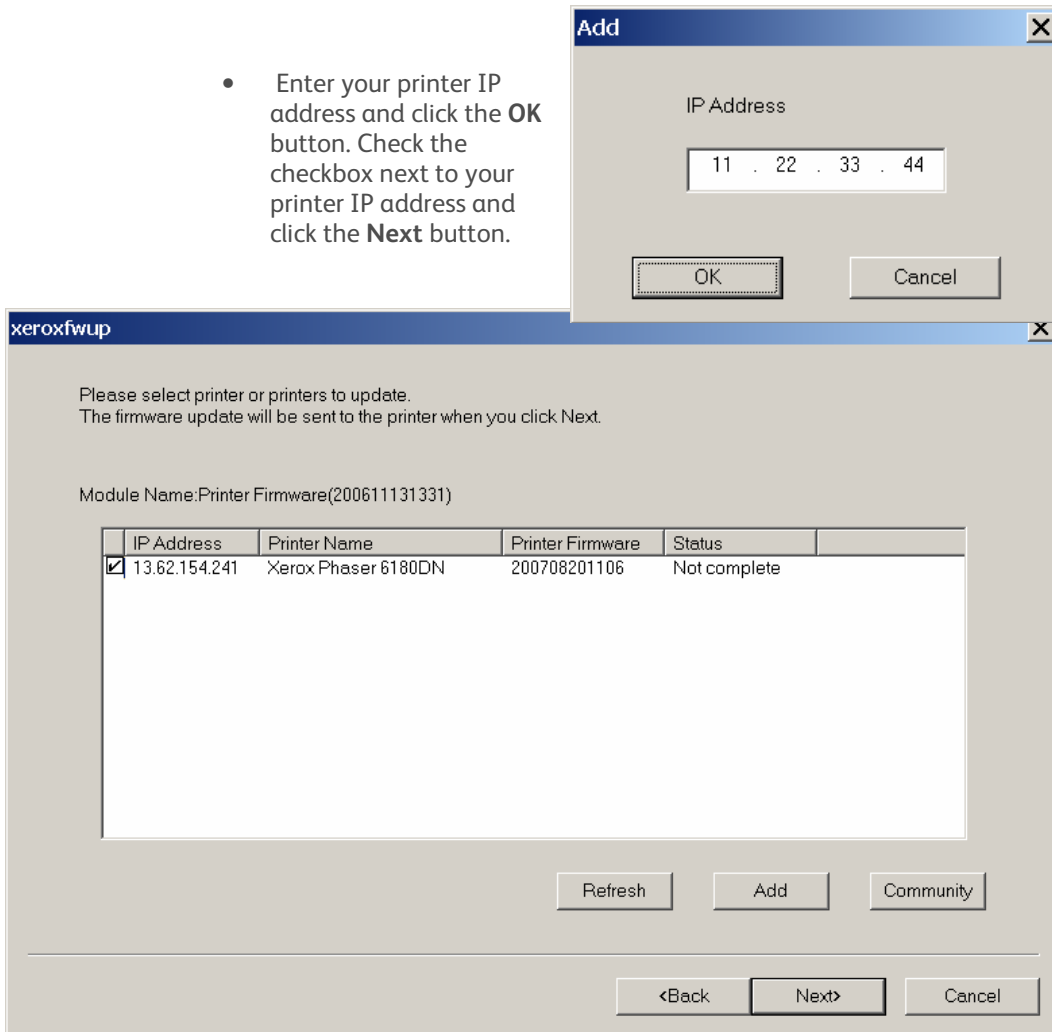 • Enter your printer IP
address and click the OK
button. Check the
checkbox next to your
printer IP address and
click the Next button.
Add
IP Address
11 . 22 . 33 . 44
OK Cancel
xeroxfwup
Please select printer or printers to update.
The firmware update will be sent to the printer when you click Next.
Module Name:Printer Firmware(200611131331)
IP Address Printer Name Printer Firmware Status
13.62.154.241 Xerox Phaser 6180DN 200708201106 Not complete
Refresh Add Community
<Back Next> Cancel